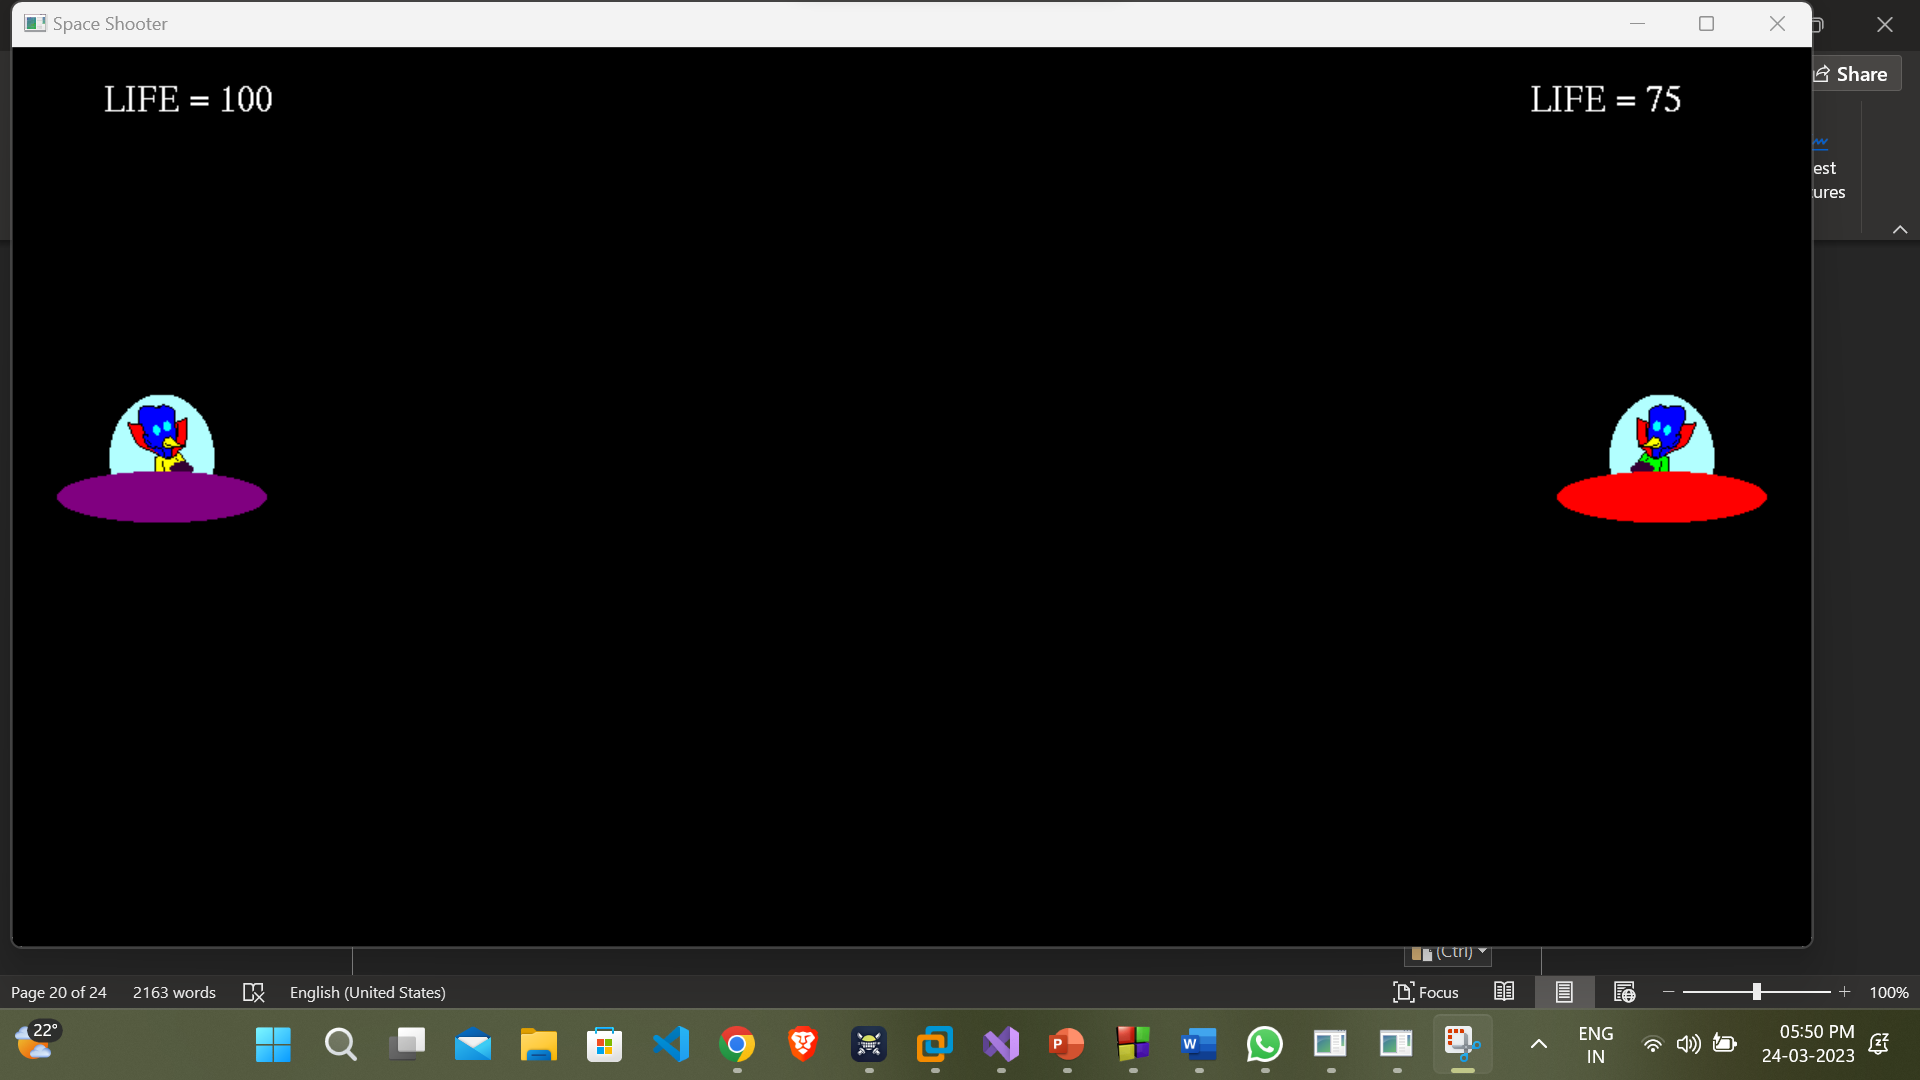 Space Shooter
Share
LIFE = 100
LIFE = 75
est
ures
(Ctrl)
Page 20 of 24
2163 words
English (United States)
Focus
100%
22°
ENG
IN
05:50 PM
24-03-2023